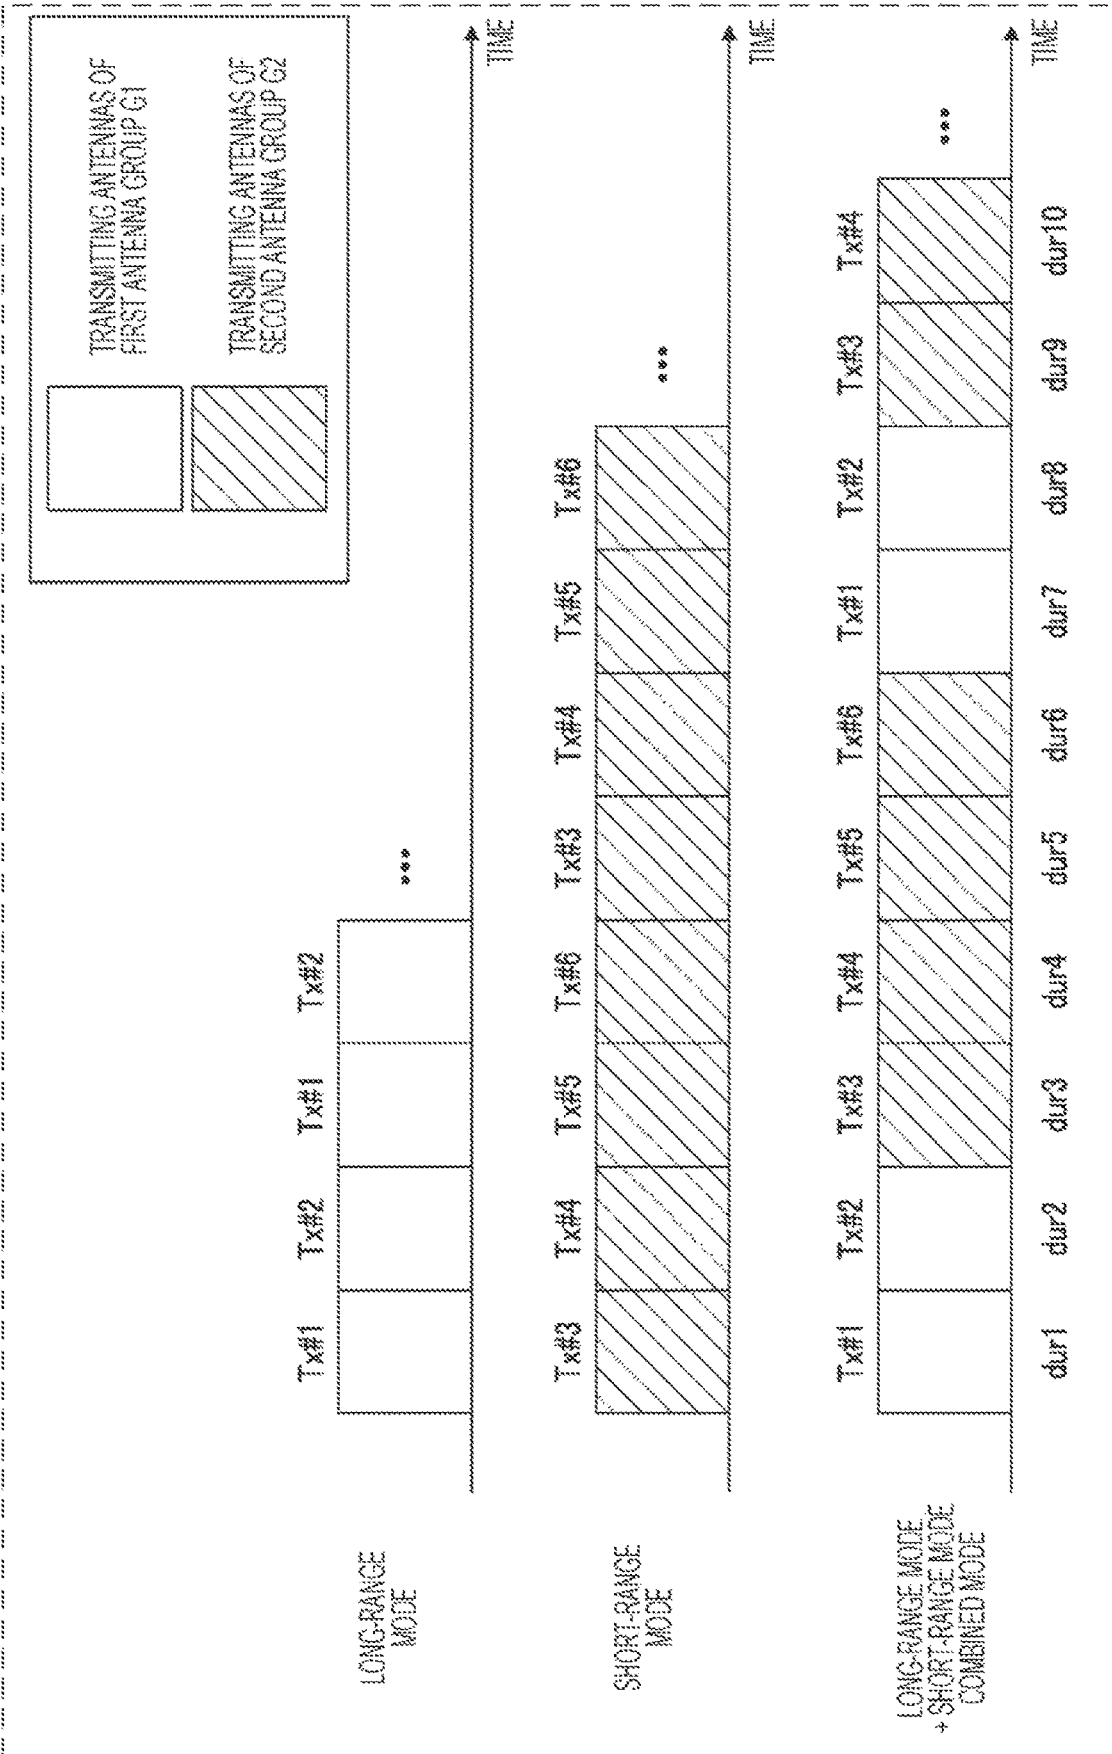 TRANSMITTING ANTENNAS OF
FIRST ANTENNA GROUP G1
TRANSMITTING ANTENNAS OF
SECOND ANTENNA GROUP G2
LONG-RANGE
MODE
Tx#1 Tx#2 Tx#1 Tx#2
•••
TIME
SHORT-RANGE
MODE
Tx#3 Tx#4 Tx#5 Tx#6 Tx#3 Tx#4 Tx#5 Tx#6
•••
TIME
LONG-RANGE MODE
+ SHORT-RANGE MODE
COMBINED MODE
Tx#1 Tx#2 Tx#3 Tx#4 Tx#5 Tx#6 Tx#1 Tx#2 Tx#3 Tx#4
•••
TIME
dur1 dur2 dur3 dur4 dur5 dur6 dur7 dur8 dur9 dur10